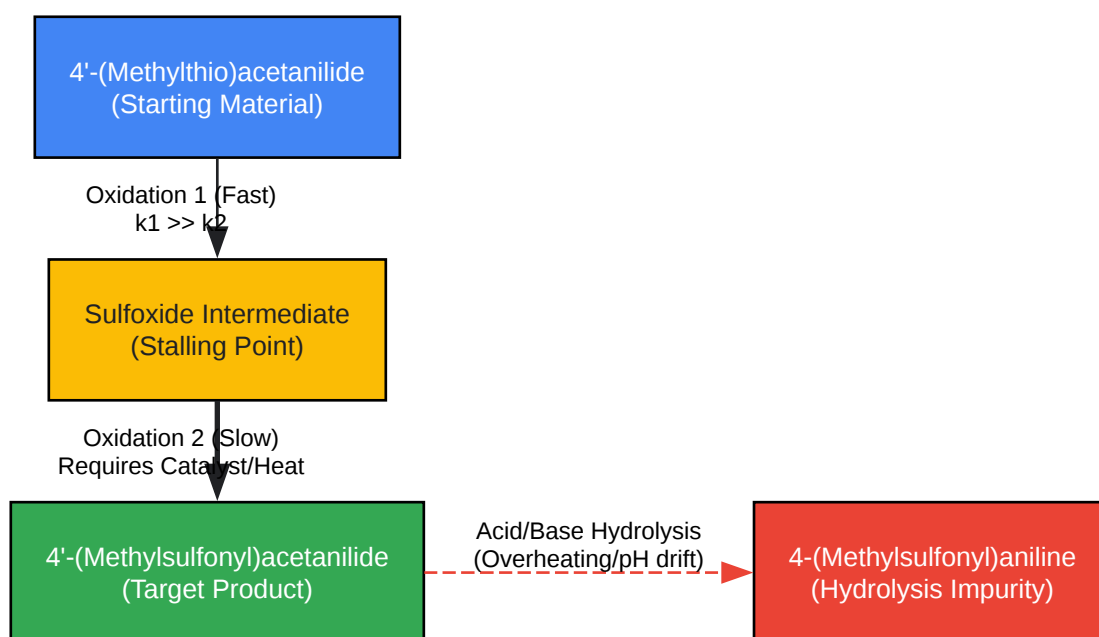 4'-(Methylthio)acetanilide
(Starting Material)
Oxidation 1 (Fast)
k1 >> k2
Sulfoxide Intermediate
(Stalling Point)
Oxidation 2 (Slow)
Requires Catalyst/Heat
4'-(Methylsulfonyl)acetanilide
(Target Product)
Acid/Base Hydrolysis
(Overheating/pH drift)
4-(Methylsulfonyl)aniline
(Hydrolysis Impurity)